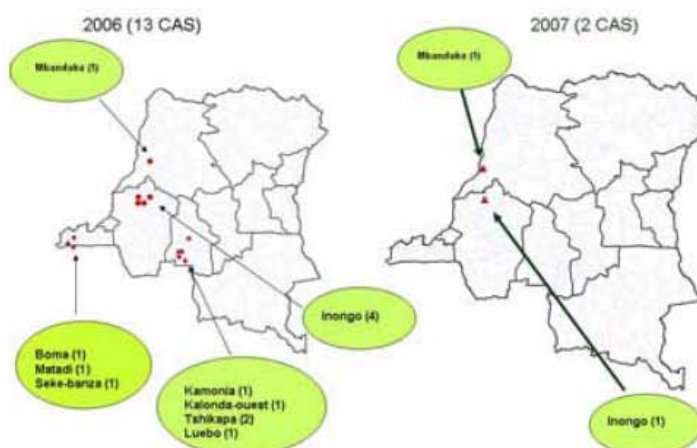 2006 (13 CAS)
Mbandaka (1)
Inongo (4)
Boma (1)
Matadi (1)
Seke-banza (1)
Kamonia (1)
Kalonda-ouest (1)
Tshikapa (2)
Luebo (1)
2007 (2 CAS)
Mbandaka (1)
Inongo (1)